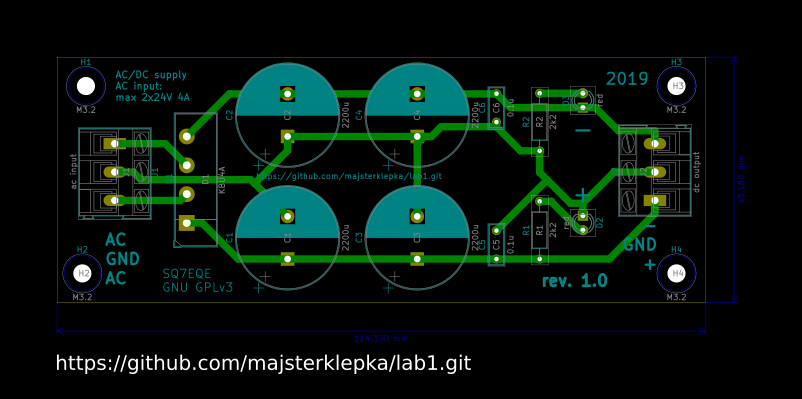 H1
AC/DC supply
AC input:
max 2x24V 4A
M3.2
2019
H3
M3.2
C2
C2
2200u
C4
C4
2200u
C6
C6
0.1u
R2
R2
2k2
red
ac input
J1
D1
KBU4A
https://github.com/majsterklepka/lab1.git
J2
dc output
−
+
AC
GND
AC
H2
H2
M3.2
SQ7EQE
GNU GPLv3
C1
C1
2200u
C3
C3
2200u
C5
C5
0.1u
R1
R1
2k2
red
D2
−
GND
+
rev. 1.0
H4
H4
M3.2
https://github.com/majsterklepka/lab1.git